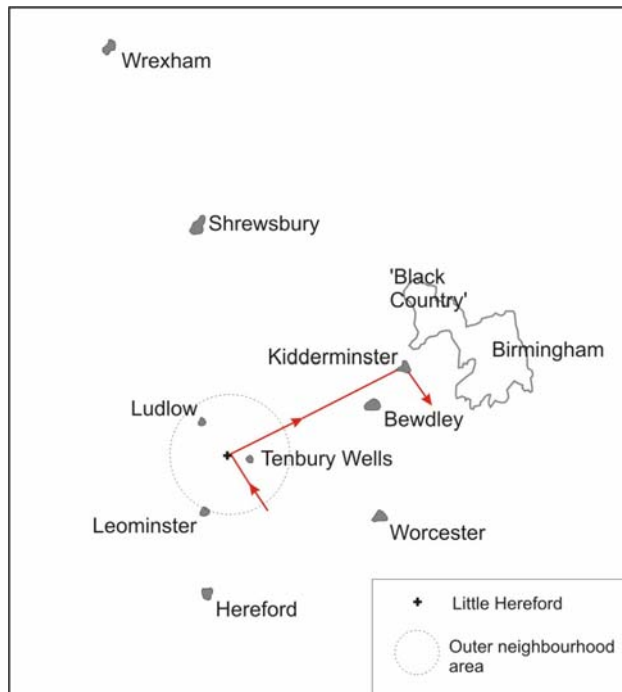 Wrexham
Shrewsbury
'Black
Country'
Birmingham
Kidderminster
Bewdley
Ludlow
Tenbury Wells
Leominster
Worcester
Hereford
Little Hereford
Outer neighbourhood
area